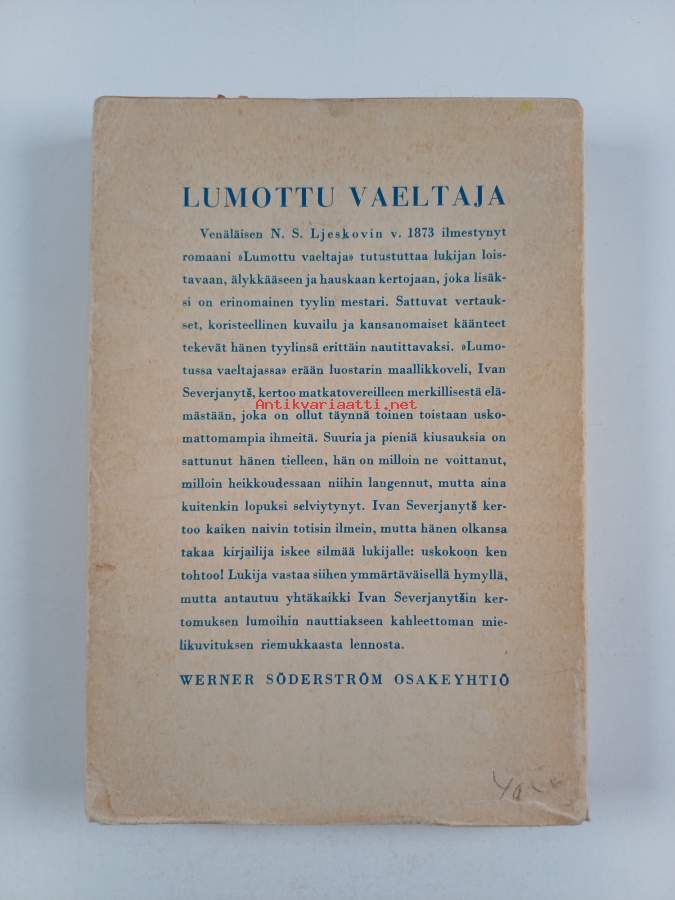 LUMOTTU VAELTAJA
Venäläisen N. S. Ljeskovin v. 1873 ilmestynyt
romaani »Lumottu vaeltaja» tutustuttaa lukijan lois-
tavaan, älykkääseen ja hauskaan kertojaan, joka lisäk-
si on erinomainen tyylin mestari. Sattuvat vertauk-
set, koristeellinen kuvailu ja kansanomaiset käänteet
tekevät hänen tyylinsä erittäin nautittavaksi. »Lumo-
tussa vaeltajassa» erään luostarin maallikkoveli, Ivan
Severjanytš, kertoo matkatovereilleen merkillisestä elä-
Antikvariaatti.net
mästään, joka on ollut täynnä toinen toistaan usko-
mattomampia ihmeitä. Suuria ja pieniä kiusauksia on
sattunut hänen tielleen, hän on milloin ne voittanut,
milloin heikkoudessaan niihin langennut, mutta aina
kuitenkin lopuksi selviytynyt. Ivan Severjanytš ker-
too kaiken naivin totisin ilmein, mutta hänen olkansa
takaa kirjailija iskee silmää lukijalle: uskokoon ken
tohtoo! Lukija vastaa siihen ymmärtäväisellä hymyllä,
mutta antautuu yhtäkaikki Ivan Severjanytšin ker-
tomuksen lumoihin nauttiakseen kahleettoman mie-
likuvituksen riemukkaasta lennosta.
WERNER SÖDERSTRÖM OSAKEYHTIÖ